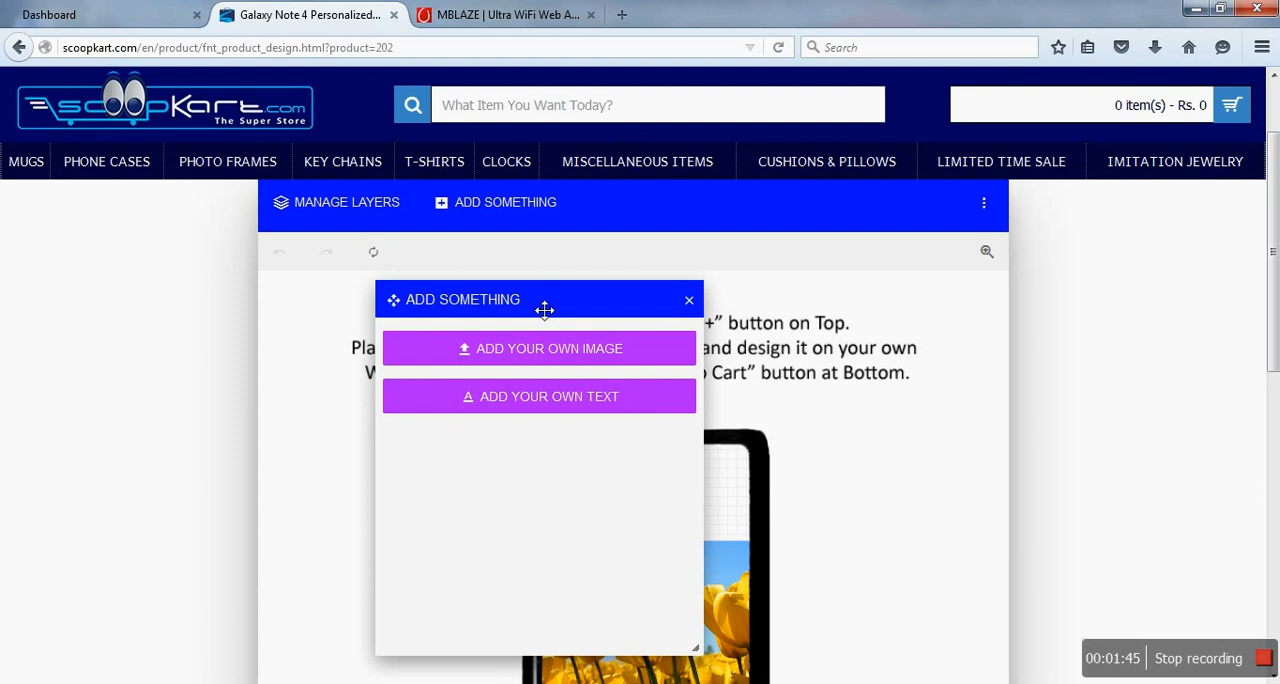 Dashboard
Galaxy Note 4 Personalized...
MBLAZE | Ultra WiFi Web A...
scoopkart.com/en/product/fnt_product_design.html?product=202
Search
scoopkart.com
The Super Store
What Item You Want Today?
0 item(s) - Rs. 0
MUGS
PHONE CASES
PHOTO FRAMES
KEY CHAINS
T-SHIRTS
CLOCKS
MISCELLANEOUS ITEMS
CUSHIONS & PILLOWS
LIMITED TIME SALE
IMITATION JEWELRY
MANAGE LAYERS
ADD SOMETHING
ADD SOMETHING
ADD YOUR OWN IMAGE
ADD YOUR OWN TEXT
+” button on Top.
and design it on your own
Cart” button at Bottom.
00:01:45
Stop recording